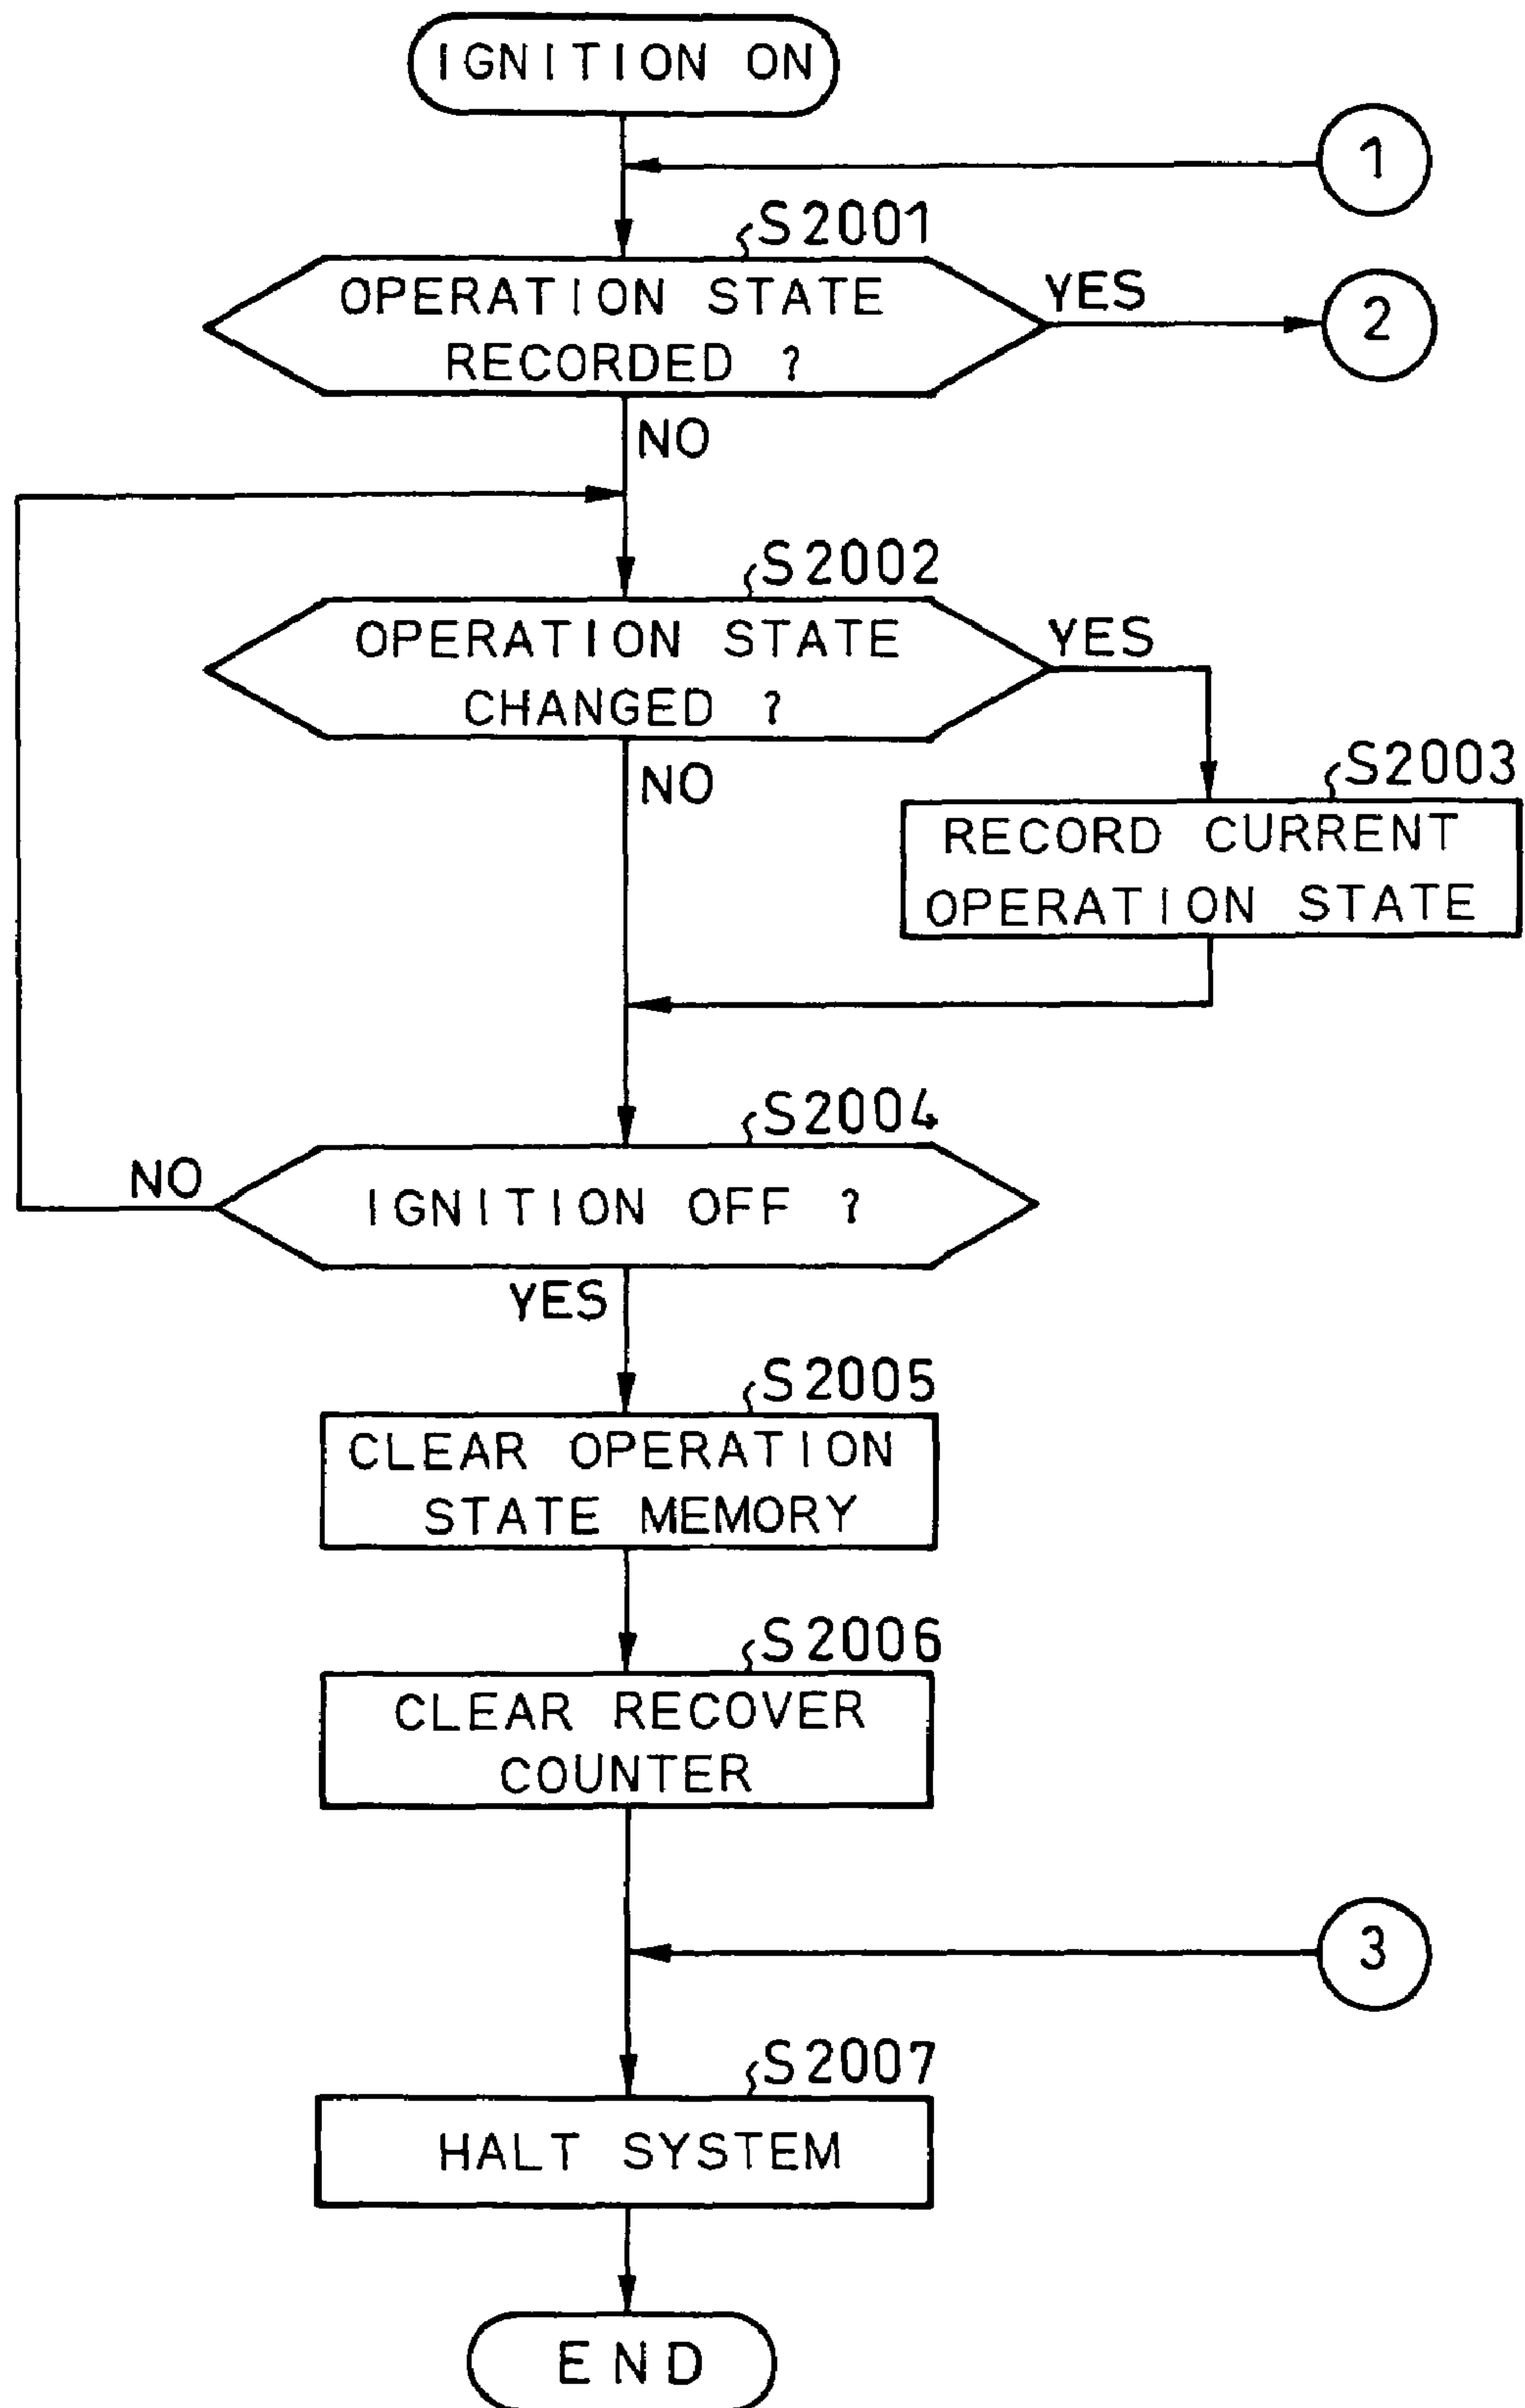 IGNITION ON
1
S2001
OPERATION STATE
RECORDED ?
YES
2
NO
S2002
OPERATION STATE
CHANGED ?
YES
NO
S2003
RECORD CURRENT
OPERATION STATE
S2004
NO
IGNITION OFF ?
YES
S2005
CLEAR OPERATION
STATE MEMORY
S2006
CLEAR RECOVER
COUNTER
3
S2007
HALT SYSTEM
END